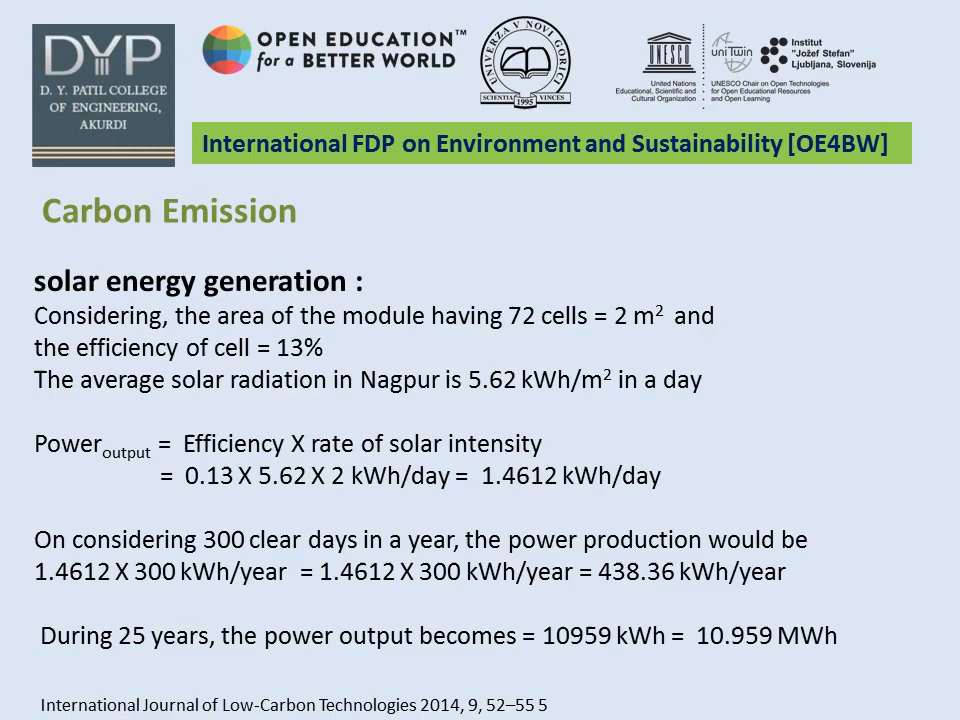 DYP
D. Y. PATIL COLLEGE
OF ENGINEERING,
AKURDI
OPEN EDUCATION™
for a BETTER WORLD
UNIVERZA V NOVI GORICI
SCIENTIA VINCES
1995
UNESCO
United Nations
Educational, Scientific and
Cultural Organization
uniTwin
UNESCO Chair on Open Technologies
for Open Educational Resources
and Open Learning
Institut
"Jožef Stefan"
Ljubljana, Slovenija
International FDP on Environment and Sustainability [OE4BW]
Carbon Emission
solar energy generation :
Considering, the area of the module having 72 cells = 2 m² and
the efficiency of cell = 13%
The average solar radiation in Nagpur is 5.62 kWh/m² in a day
Power output = Efficiency X rate of solar intensity
= 0.13 X 5.62 X 2 kWh/day = 1.4612 kWh/day
On considering 300 clear days in a year, the power production would be
1.4612 X 300 kWh/year = 1.4612 X 300 kWh/year = 438.36 kWh/year
During 25 years, the power output becomes = 10959 kWh = 10.959 MWh
International Journal of Low-Carbon Technologies 2014, 9, 52–55 5